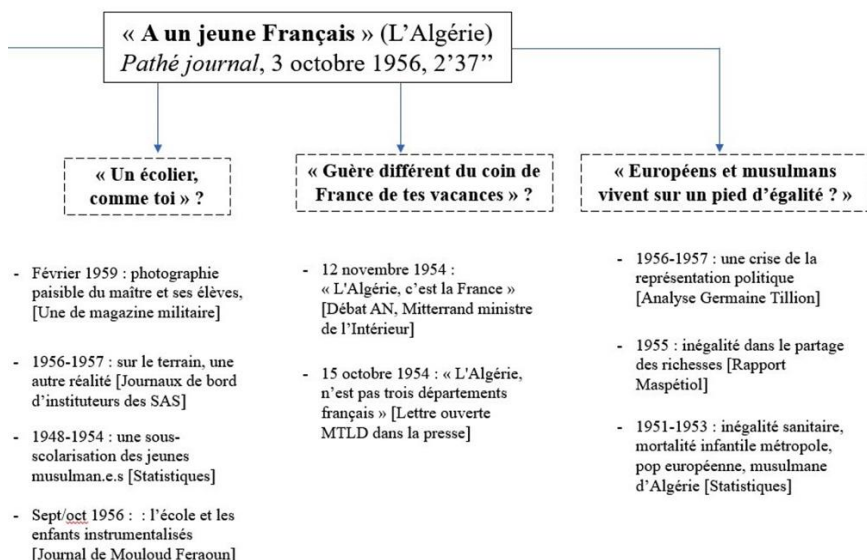 « A un jeune Français » (L’Algérie)
Pathé journal, 3 octobre 1956, 2’37’’
« Un écolier,
comme toi » ?
- Février 1959 : photographie
paisible du maître et ses élèves,
[Une de magazine militaire]
- 1956-1957 : sur le terrain, une
autre réalité [Journaux de bord
d’instituteurs des SAS]
- 1948-1954 : une sous-
scolarisation des jeunes
musulman.e.s [Statistiques]
- Sept/oct 1956 : : l’école et les
enfants instrumentalisés
[Journal de Mouloud Feraoun]
« Guère différent du coin de
France de tes vacances » ?
- 12 novembre 1954 :
« L'Algérie, c’est la France »
[Débat AN, Mitterrand ministre
de l’Intérieur]
- 15 octobre 1954 : « L'Algérie,
n’est pas trois départements
français » [Lettre ouverte
MTLD dans la presse]
« Européens et musulmans
vivent sur un pied d’égalité ? »
- 1956-1957 : une crise de la
représentation politique
[Analyse Germaine Tillion]
- 1955 : inégalité dans le partage
des richesses [Rapport
Maspétiol]
- 1951-1953 : inégalité sanitaire,
mortalité infantile métropole,
pop européenne, musulmane
d’Algérie [Statistiques]